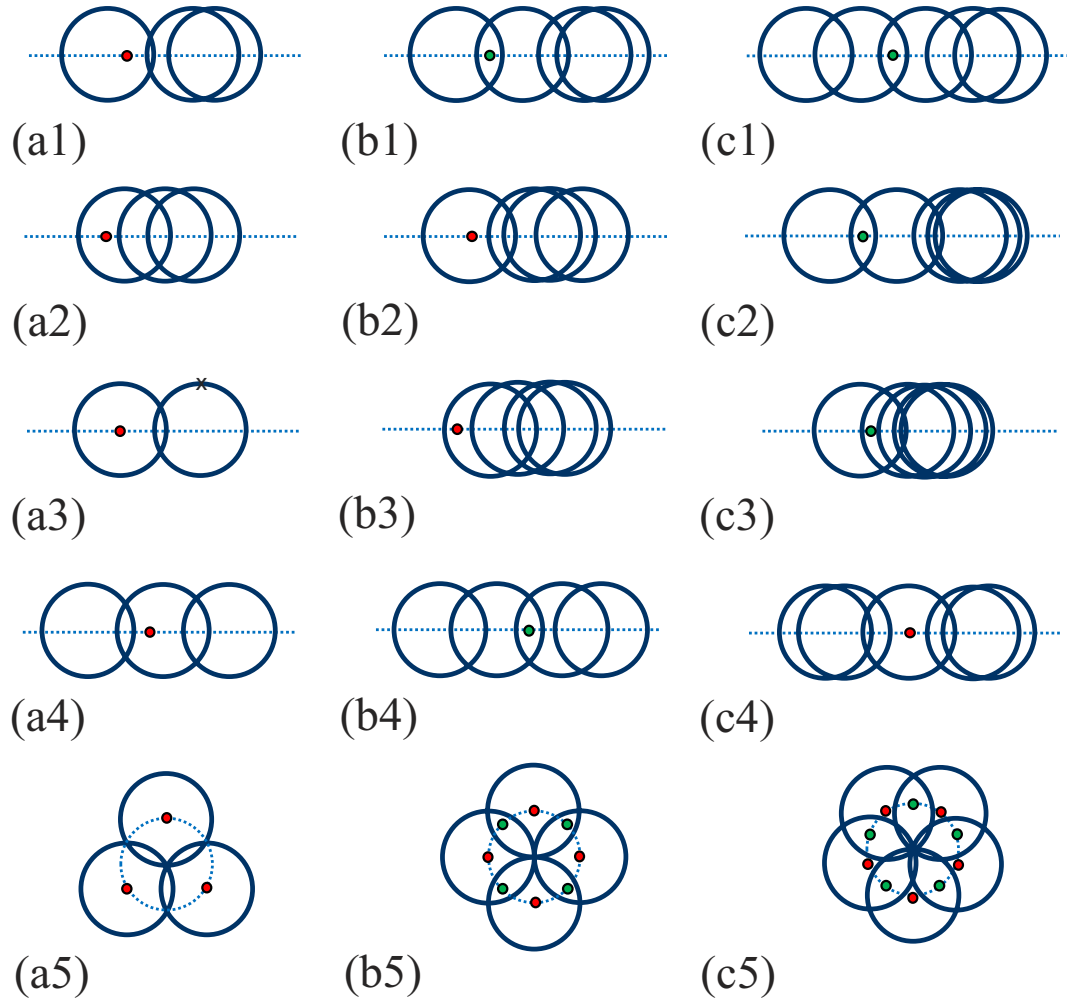 (a1) (b1) (c1)
(a2) (b2) (c2)
x
(a3) (b3) (c3)
(a4) (b4) (c4)
(a5) (b5) (c5)